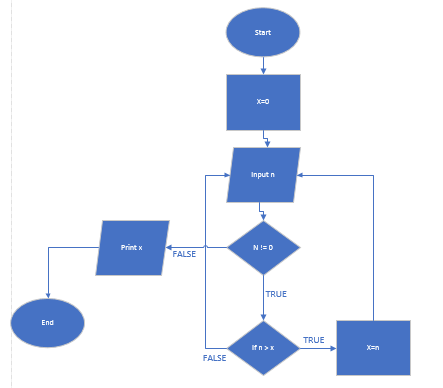 Start
X=0
Input n
N != 0
FALSE
Print x
End
TRUE
If n > x
TRUE
X=n
FALSE